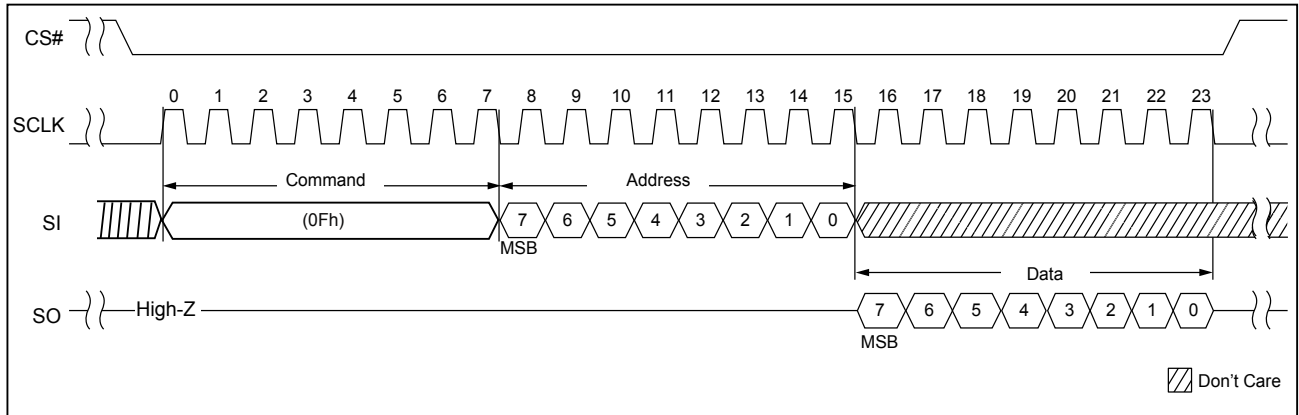 CS#
0 1 2 3 4 5 6 7 8 9 10 11 12 13 14 15 16 17 18 19 20 21 22 23
SCLK
Command Address
SI (0Fh) 7 6 5 4 3 2 1 0
MSB
Data
SO High-Z 7 6 5 4 3 2 1 0
MSB
Don't Care